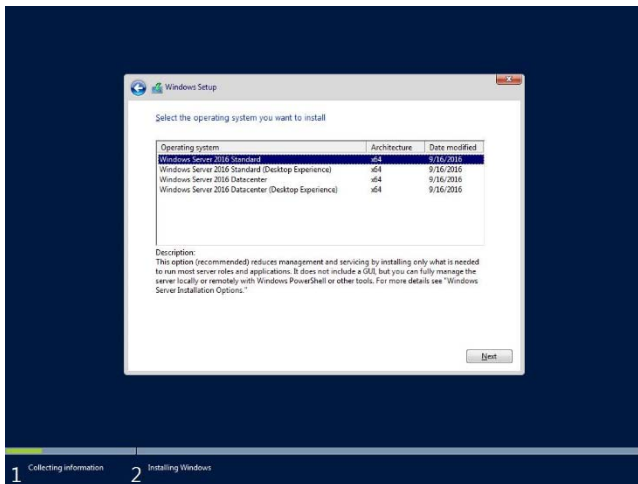 Windows Setup
Select the operating system you want to install
Operating system Architecture Date modified
Windows Server 2016 Standard x64 9/16/2016
Windows Server 2016 Standard (Desktop Experience) x64 9/16/2016
Windows Server 2016 Datacenter x64 9/16/2016
Windows Server 2016 Datacenter (Desktop Experience) x64 9/16/2016
Description:
This option (recommended) reduces management and servicing by installing only what is needed
to run most server roles and applications. It does not include a GUI, but you can fully manage the
server locally or remotely with Windows PowerShell or other tools. For more details see "Windows
Server Installation Options."
Next
1 Collecting information 2 Installing Windows